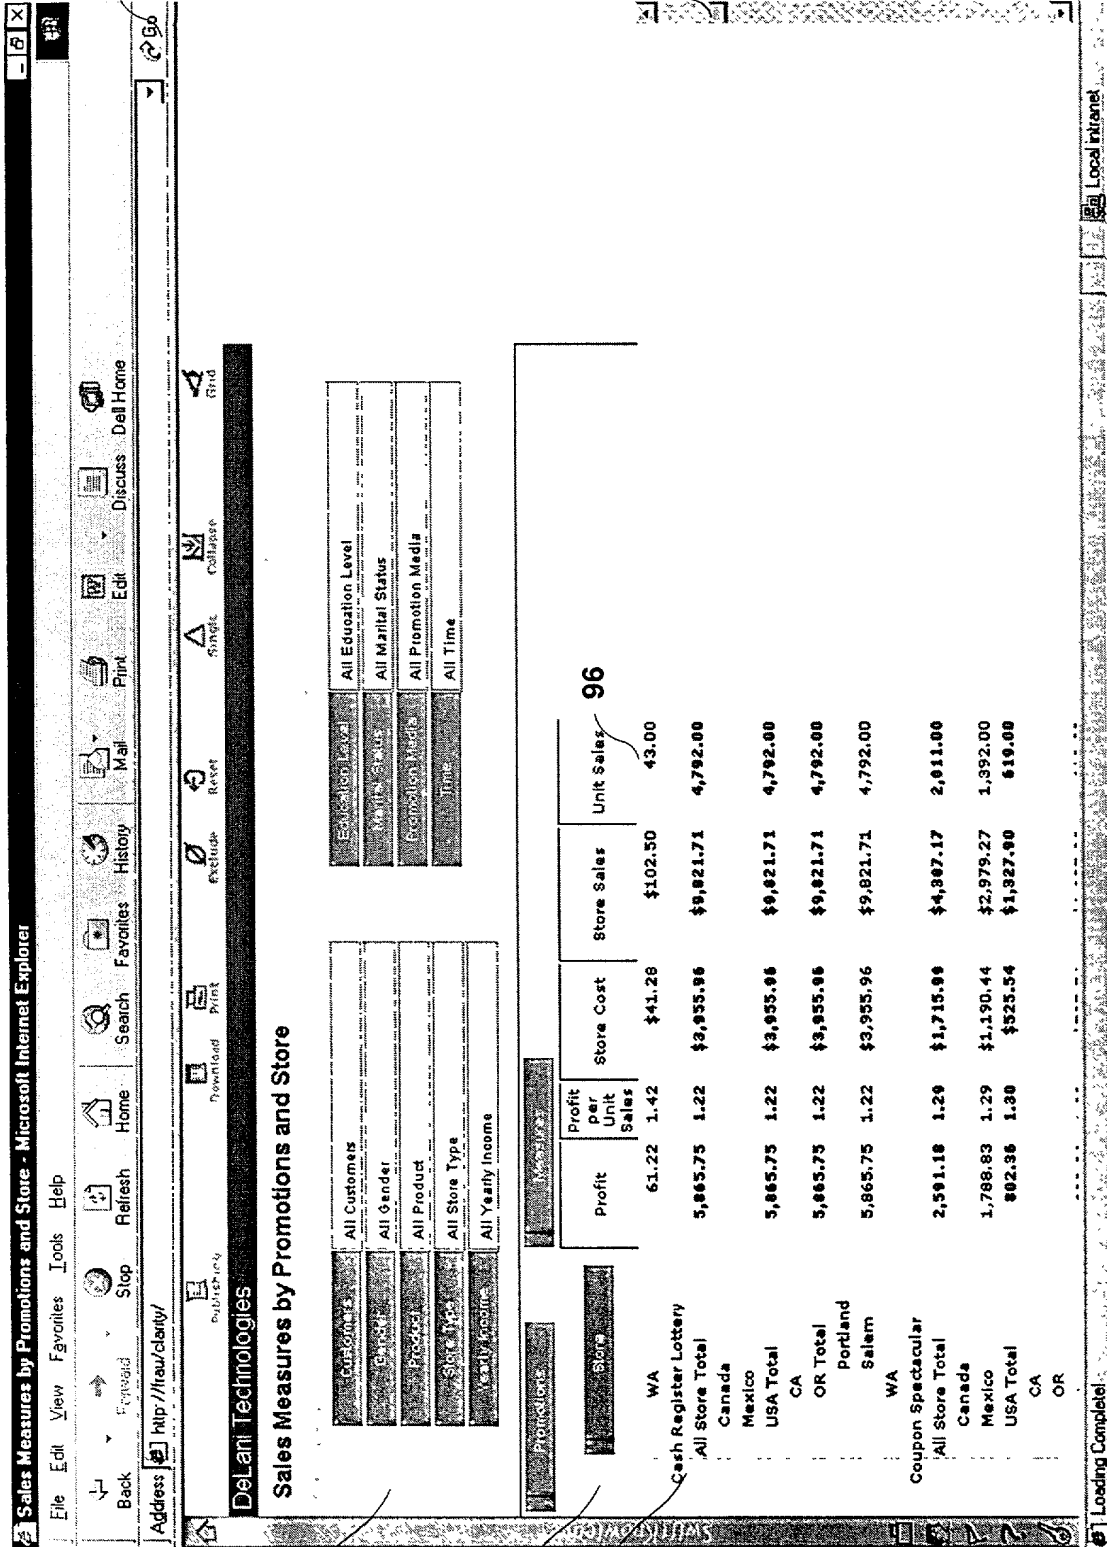 Sales Measures by Promotions and Store - Microsoft Internet Explorer
File Edit View Favorites Tools Help
Back Forward Stop Refresh Home Search Favorites History Mail Print Edit Discuss Dell Home
Address http://frau/clarity/ Go
Publishing Download Print Exclude Reset Single Collapse Grid
DeLani Technologies
Sales Measures by Promotions and Store
Customers All Customers Education Level All Education Level
Gender All Gender Marital Status All Marital Status
Product All Product Promotion Media All Promotion Media
Store Type All Store Type Time All Time
Yearly Income All Yearly Income
Promotions Measures
Store Profit Profit per Unit Sales Store Cost Store Sales Unit Sales
96
WA 61.22 1.42 $41.28 $102.50 43.00
Cash Register Lottery
All Store Total 5,865.75 1.22 $3,955.96 $9,821.71 4,792.00
Canada
Mexico
USA Total 5,865.75 1.22 $3,955.96 $9,821.71 4,792.00
CA
OR Total 5,865.75 1.22 $3,955.96 $9,821.71 4,792.00
Portland
Salem 5,865.75 1.22 $3,955.96 $9,821.71 4,792.00
WA
Coupon Spectacular
All Store Total 2,591.18 1.29 $1,715.99 $4,307.17 2,011.00
Canada
Mexico 1,788.83 1.29 $1,190.44 $2,979.27 1,392.00
USA Total 802.36 1.30 $525.54 $1,327.90 619.00
CA
OR
Loading Complete Local intranet